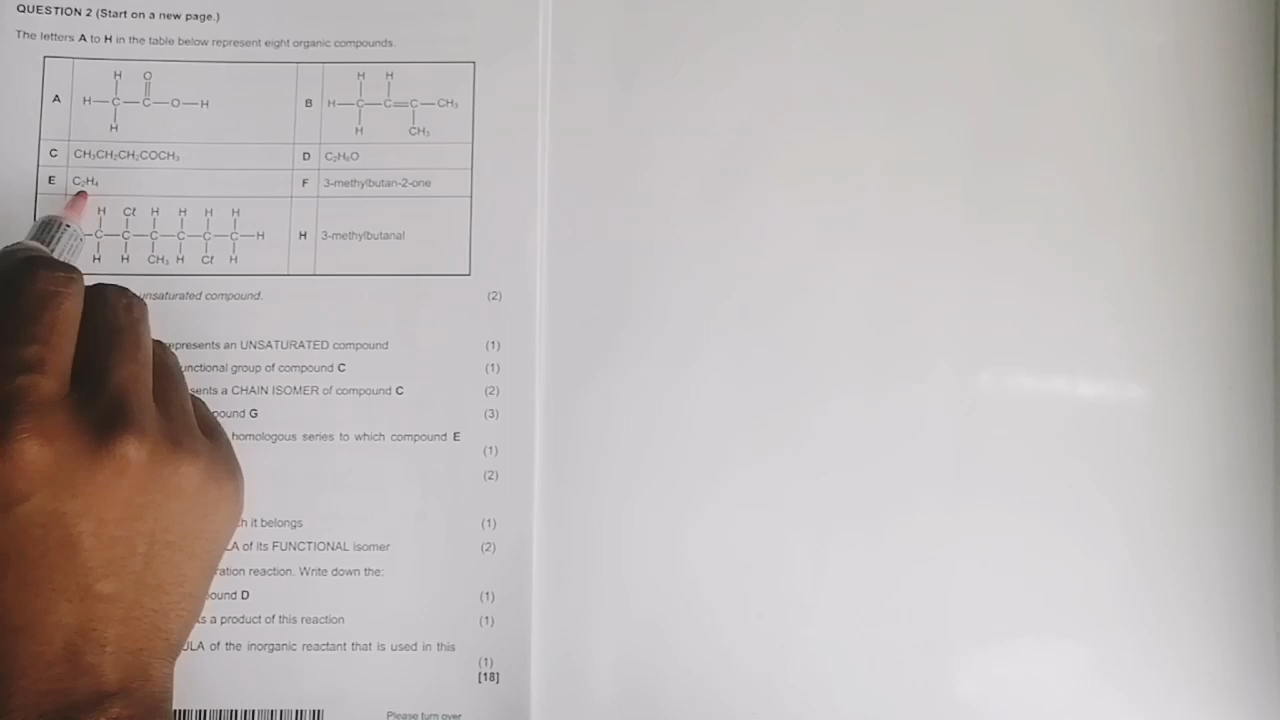 QUESTION 2 (Start on a new page.)
The letters A to H in the table below represent eight organic compounds.
A
H O
H—C—C—O—H
H
B
H H
H—C—C=C—CH₃
H CH₃
C CH₃CH₂CH₂COCH₃ D C₂H₆O
E C₂H₄ F 3-methylbutan-2-one
H Cℓ H H H H
—C—C—C—C—C—C—H
H H CH₃ H Cℓ H
H 3-methylbutanal
unsaturated compound. (2)
represents an UNSATURATED compound (1)
unctional group of compound C (1)
sents a CHAIN ISOMER of compound C (2)
pound G (3)
homologous series to which compound E
(1)
(2)
h it belongs (1)
LA of its FUNCTIONAL isomer (2)
ration reaction. Write down the:
ound D (1)
s a product of this reaction (1)
ULA of the inorganic reactant that is used in this
(1)
[18]
Please turn over